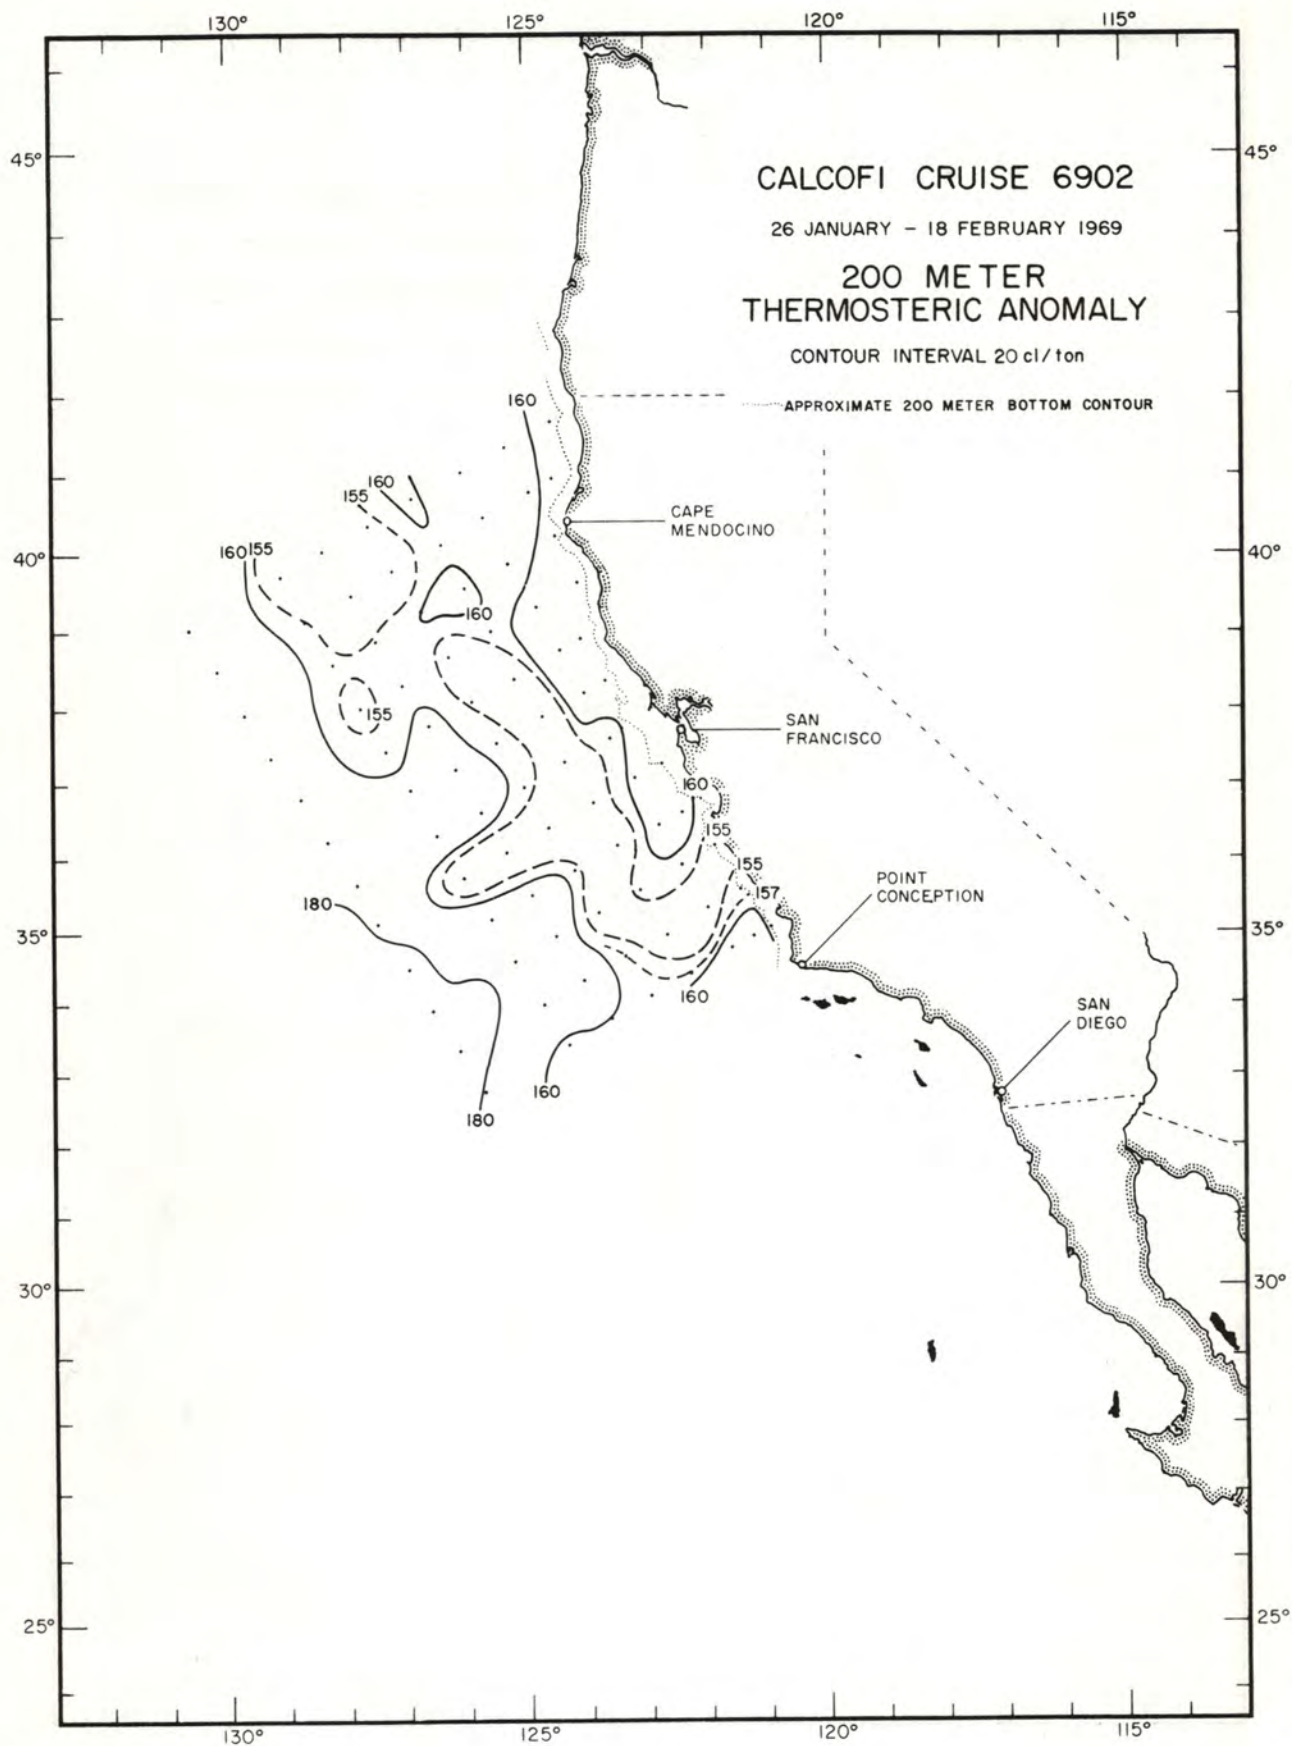 130° 125° 120° 115°
45° 45°
CALCOFI CRUISE 6902
26 JANUARY – 18 FEBRUARY 1969
200 METER
THERMOSTERIC ANOMALY
CONTOUR INTERVAL 20 cl/ton
APPROXIMATE 200 METER BOTTOM CONTOUR
160
160
155
CAPE
MENDOCINO
40° 160 155 40°
160
155
SAN
FRANCISCO
160
155
155
157
POINT
CONCEPTION
180
35° 35°
160
SAN
DIEGO
160
180
30° 30°
25° 25°
130° 125° 120° 115°